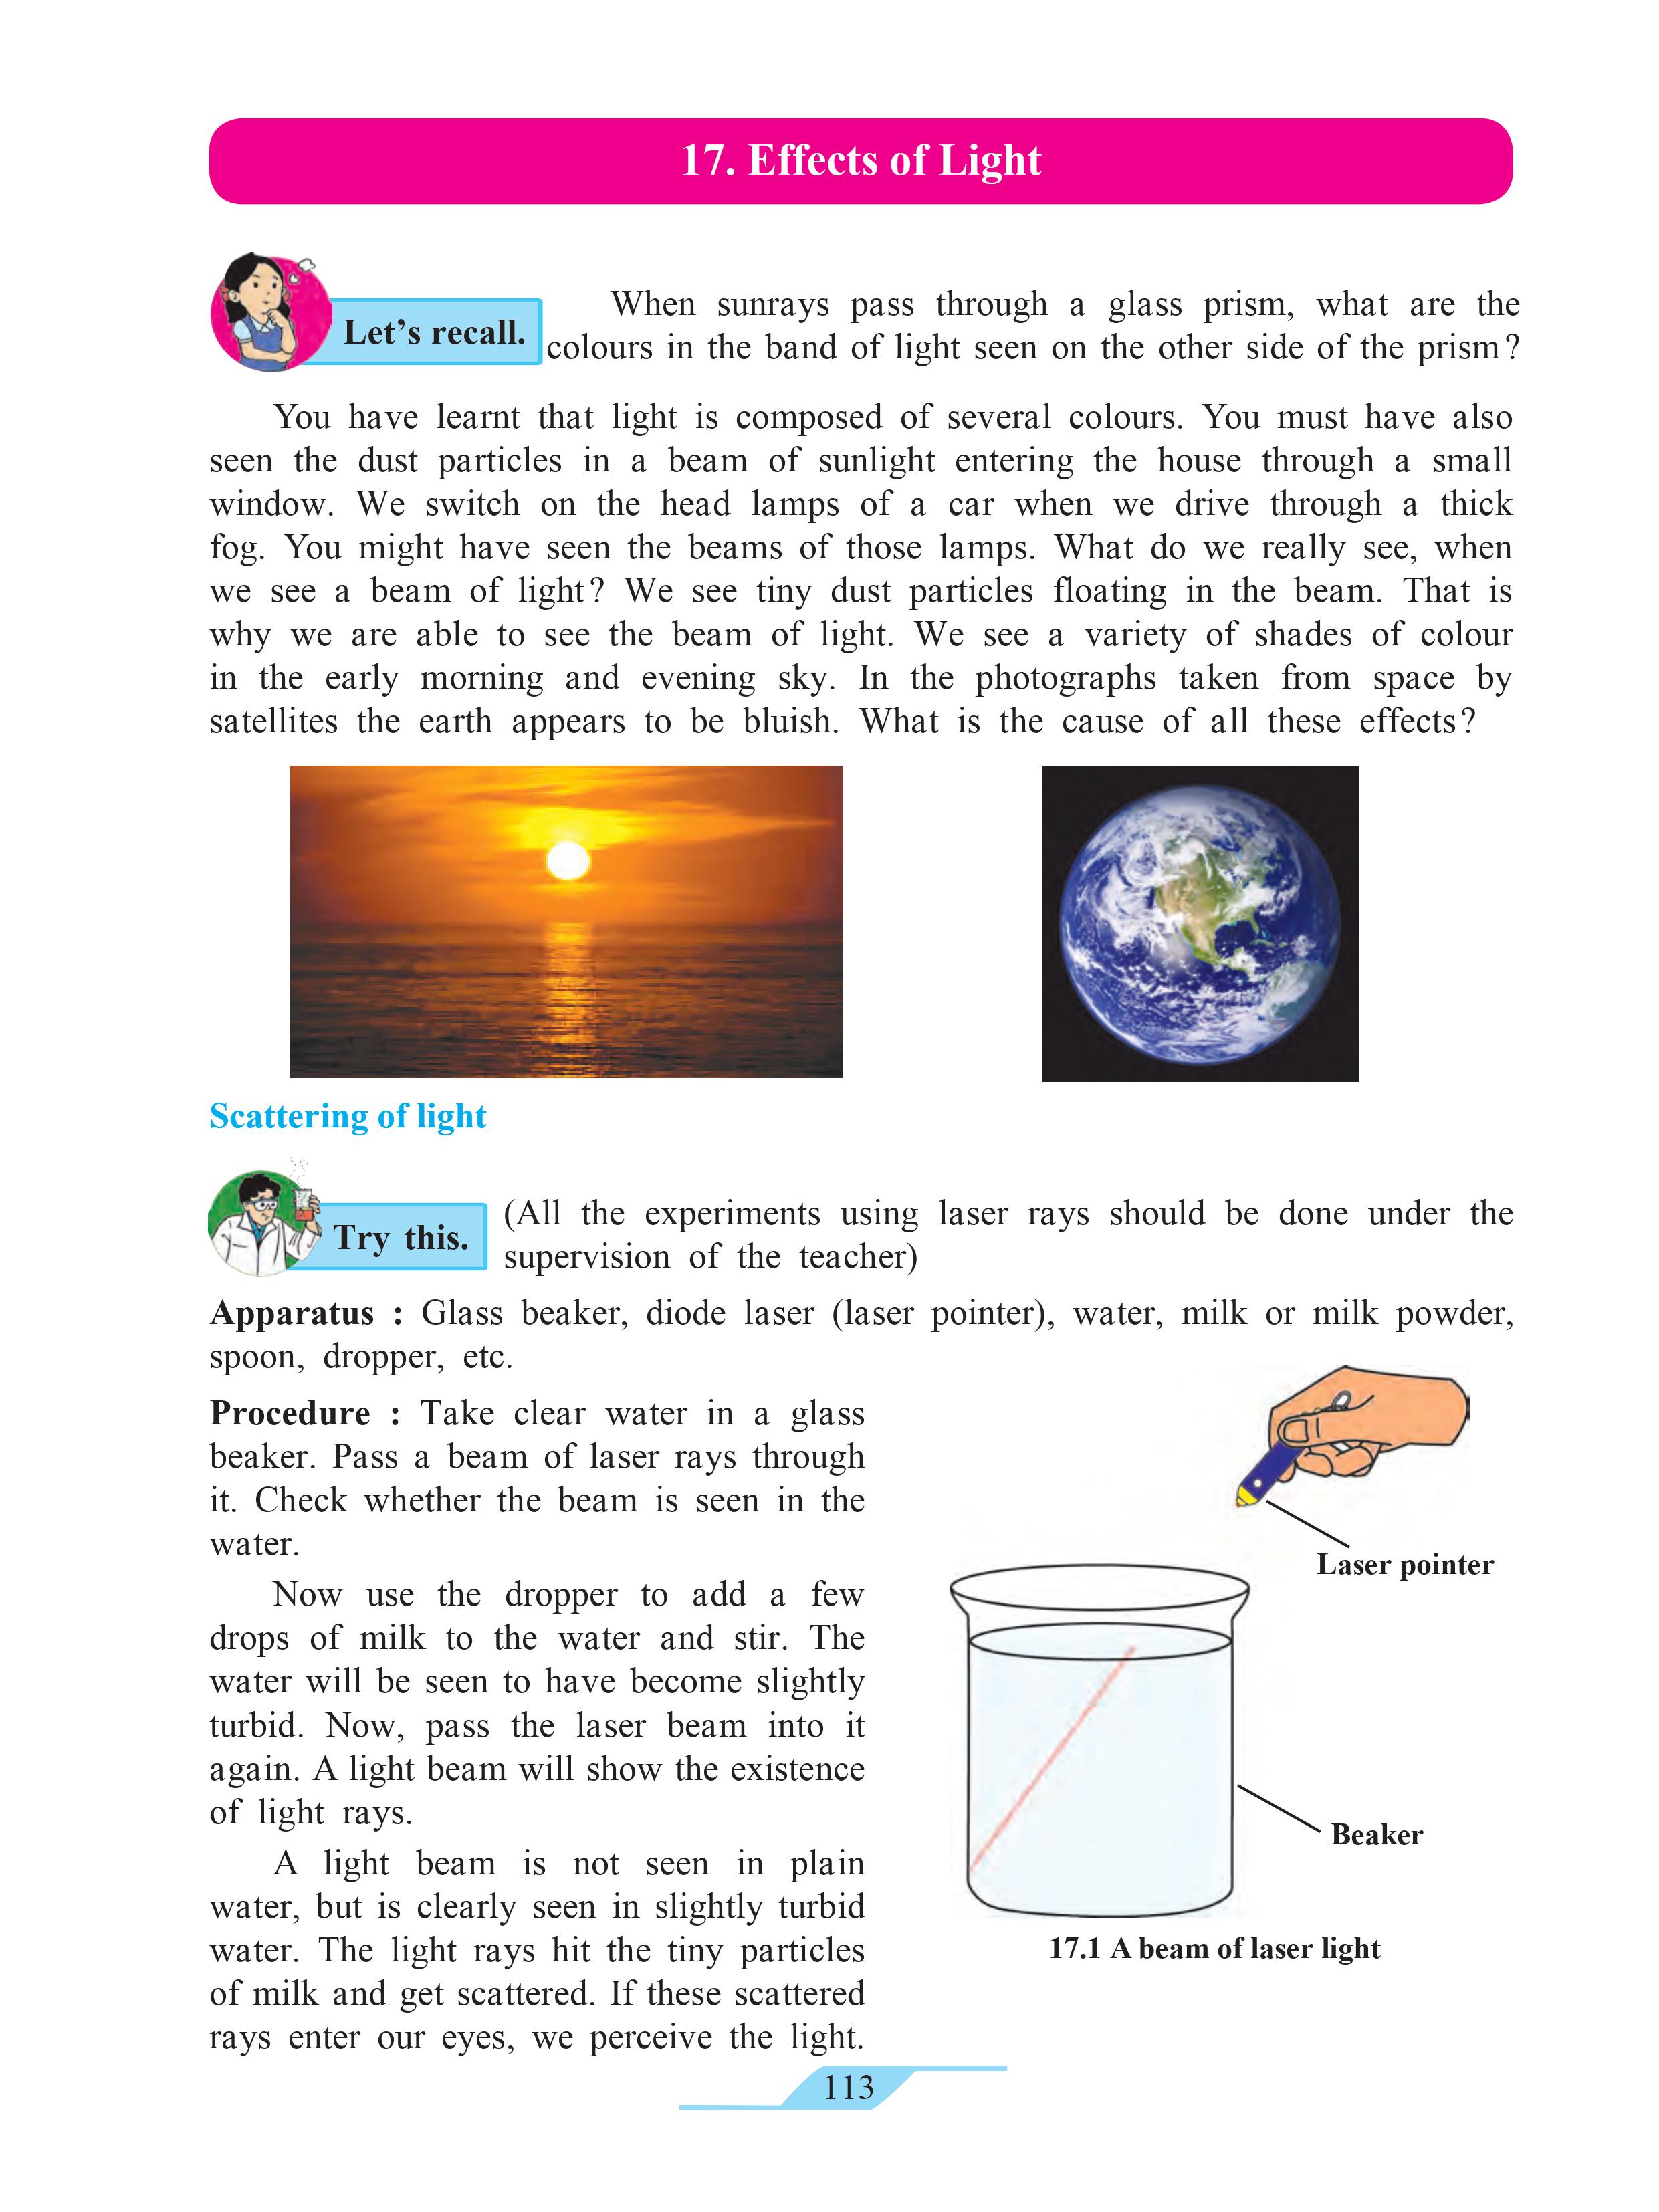 17. Effects of Light
Let’s recall.
When sunrays pass through a glass prism, what are the
colours in the band of light seen on the other side of the prism?
You have learnt that light is composed of several colours. You must have also
seen the dust particles in a beam of sunlight entering the house through a small
window. We switch on the head lamps of a car when we drive through a thick
fog. You might have seen the beams of those lamps. What do we really see, when
we see a beam of light? We see tiny dust particles floating in the beam. That is
why we are able to see the beam of light. We see a variety of shades of colour
in the early morning and evening sky. In the photographs taken from space by
satellites the earth appears to be bluish. What is the cause of all these effects?
Scattering of light
Try this.
(All the experiments using laser rays should be done under the
supervision of the teacher)
Apparatus : Glass beaker, diode laser (laser pointer), water, milk or milk powder,
spoon, dropper, etc.
Procedure : Take clear water in a glass
beaker. Pass a beam of laser rays through
it. Check whether the beam is seen in the
water.
Now use the dropper to add a few
drops of milk to the water and stir. The
water will be seen to have become slightly
turbid. Now, pass the laser beam into it
again. A light beam will show the existence
of light rays.
A light beam is not seen in plain
water, but is clearly seen in slightly turbid
water. The light rays hit the tiny particles
of milk and get scattered. If these scattered
rays enter our eyes, we perceive the light.
Laser pointer
Beaker
17.1 A beam of laser light
113